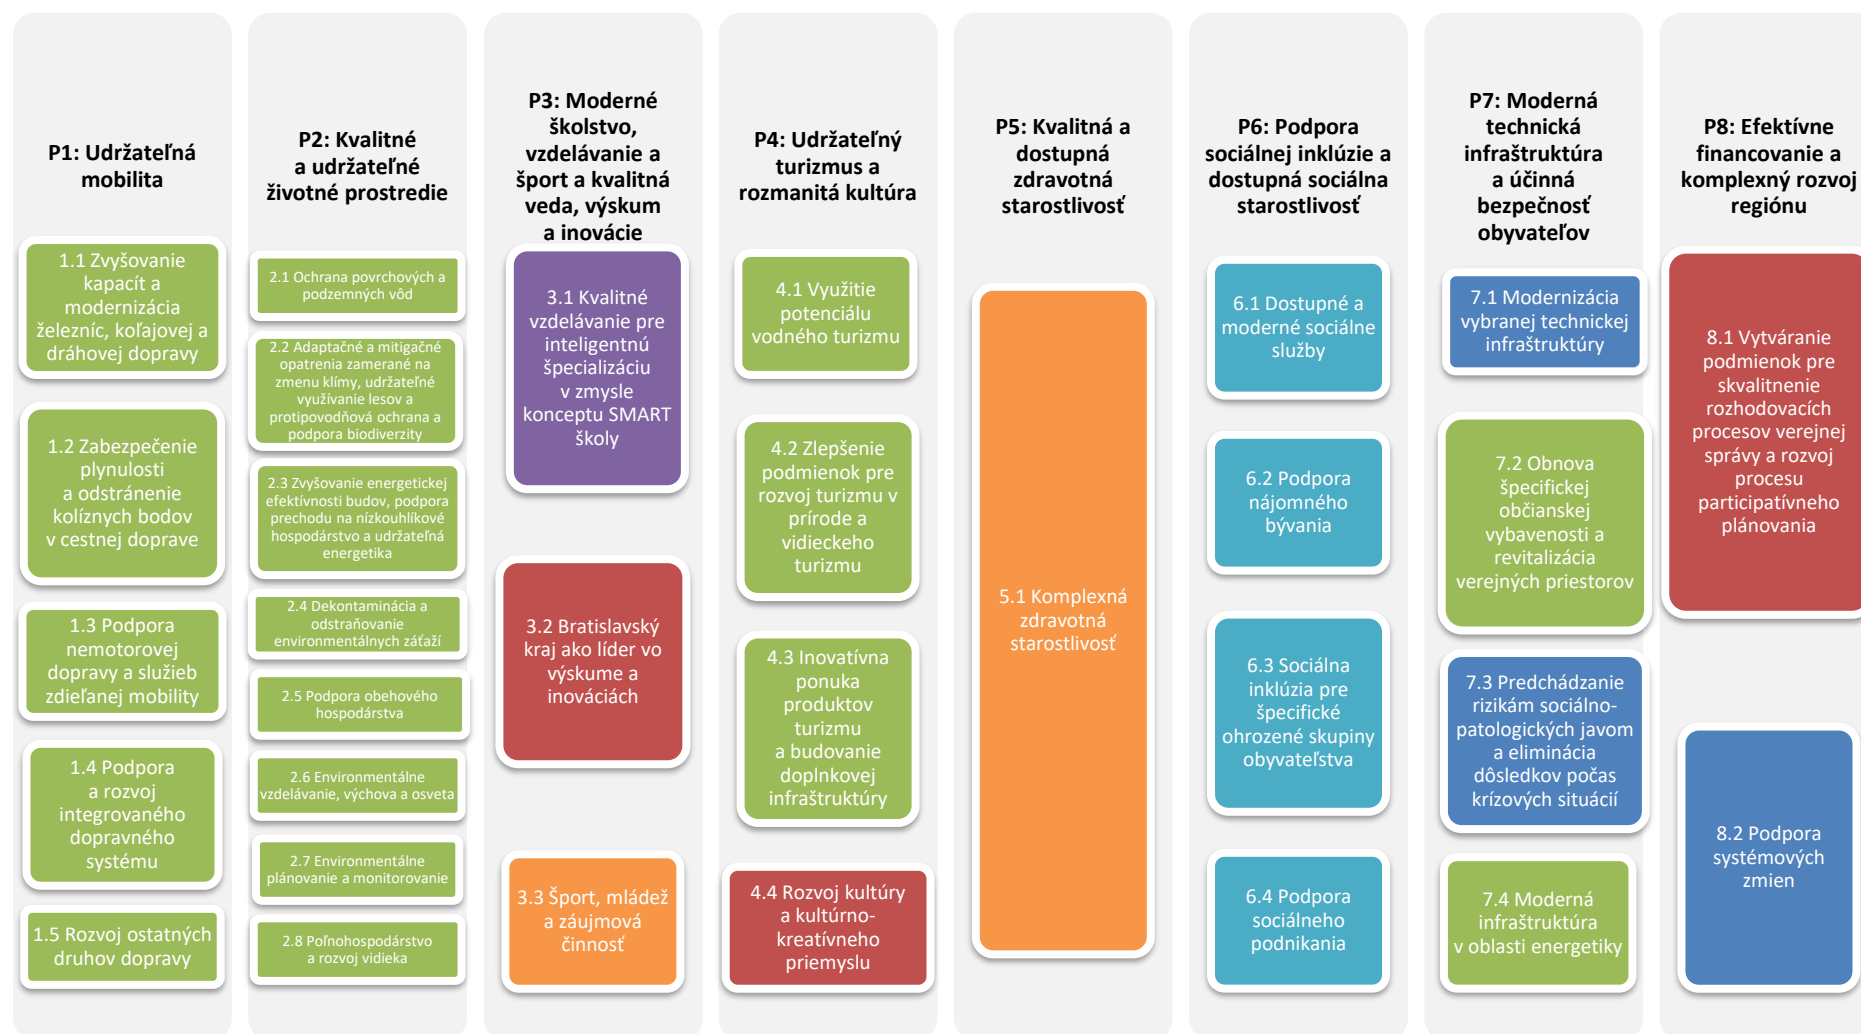 P1: Udržateľná
mobilita
1.1 Zvyšovanie
kapacít a
modernizácia
železníc, koľajovej a
dráhovej dopravy
1.2 Zabezpečenie
plynulosti
a odstránenie
kolíznych bodov
v cestnej doprave
1.3 Podpora
nemotorovej
dopravy a služieb
zdieľanej mobility
1.4 Podpora
a rozvoj
integrovaného
dopravného
systému
1.5 Rozvoj ostatných
druhov dopravy
P2: Kvalitné
a udržateľné
životné prostredie
2.1 Ochrana povrchových a
podzemných vôd
2.2 Adaptačné a mitigačné
opatrenia zamerané na
zmenu klímy, udržateľné
využívanie lesov a
protipovodňová ochrana a
podpora biodiverzity
2.3 Zvyšovanie energetickej
efektívnosti budov, podpora
prechodu na nízkouhlíkové
hospodárstvo a udržateľná
energetika
2.4 Dekontaminácia a
odstraňovanie
environmentálnych záťaží
2.5 Podpora obehového
hospodárstva
2.6 Environmentálne
vzdelávanie, výchova a osveta
2.7 Environmentálne
plánovanie a monitorovanie
2.8 Poľnohospodárstvo
a rozvoj vidieka
P3: Moderné
školstvo,
vzdelávanie a
šport a kvalitná
veda, výskum
a inovácie
3.1 Kvalitné
vzdelávanie pre
inteligentnú
špecializáciu
v zmysle
konceptu SMART
školy
3.2 Bratislavský
kraj ako líder vo
výskume a
inováciách
3.3 Šport, mládež
a záujmová
činnosť
P4: Udržateľný
turizmus a
rozmanitá kultúra
4.1 Využitie
potenciálu
vodného turizmu
4.2 Zlepšenie
podmienok pre
rozvoj turizmu v
prírode a
vidieckeho
turizmu
4.3 Inovatívna
ponuka
produktov
turizmu
a budovanie
doplnkovej
infraštruktúry
4.4 Rozvoj kultúry
a kultúrno-
kreatívneho
priemyslu
P5: Kvalitná a
dostupná
zdravotná
starostlivosť
5.1 Komplexná
zdravotná
starostlivosť
P6: Podpora
sociálnej inklúzie a
dostupná sociálna
starostlivosť
6.1 Dostupné a
moderné sociálne
služby
6.2 Podpora
nájomného
bývania
6.3 Sociálna
inklúzia pre
špecifické
ohrozené skupiny
obyvateľstva
6.4 Podpora
sociálneho
podnikania
P7: Moderná
technická
infraštruktúra
a účinná
bezpečnosť
obyvateľov
7.1 Modernizácia
vybranej technickej
infraštruktúry
7.2 Obnova
špecifickej
občianskej
vybavenosti a
revitalizácia
verejných priestorov
7.3 Predchádzanie
rizikám sociálno-
patologických javom
a eliminácia
dôsledkov počas
krízových situácií
7.4 Moderná
infraštruktúra
v oblasti energetiky
P8: Efektívne
financovanie a
komplexný rozvoj
regiónu
8.1 Vytváranie
podmienok pre
skvalitnenie
rozhodovacích
procesov verejnej
správy a rozvoj
procesu
participatívneho
plánovania
8.2 Podpora
systémových
zmien